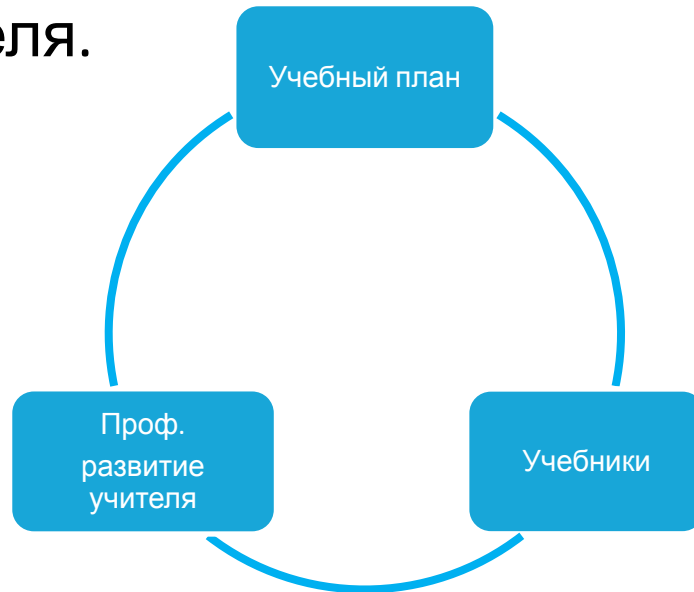 еля.
Учебный план
Проф.
развитие
учителя
Учебники